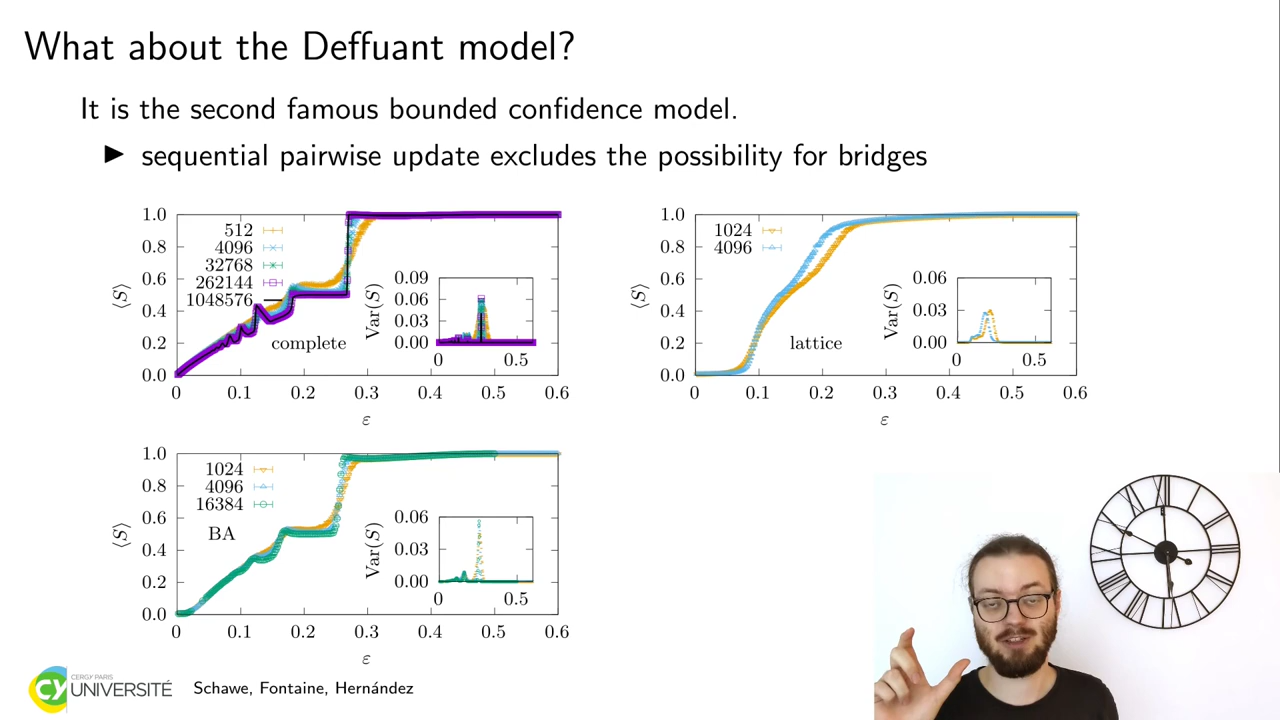 What about the Deffuant model?
It is the second famous bounded confidence model.
▶ sequential pairwise update excludes the possibility for bridges
1.0
0.8
0.6
0.4
0.2
0.0
⟨S⟩
512
4096
32768
262144
1048576
complete
0.09
0.06
0.03
0.00
Var(S)
0 0.5
0 0.1 0.2 0.3 0.4 0.5 0.6
ε
1.0
0.8
0.6
0.4
0.2
0.0
⟨S⟩
1024
4096
lattice
0.06
0.03
0.00
Var(S)
0 0.5
0 0.1 0.2 0.3 0.4 0.5 0.6
ε
1.0
0.8
0.6
0.4
0.2
0.0
⟨S⟩
1024
4096
16384
BA
0.06
0.03
0.00
Var(S)
0 0.5
0 0.1 0.2 0.3 0.4 0.5 0.6
ε
CY
CERGY PARIS
UNIVERSITÉ
Schawe, Fontaine, Hernández